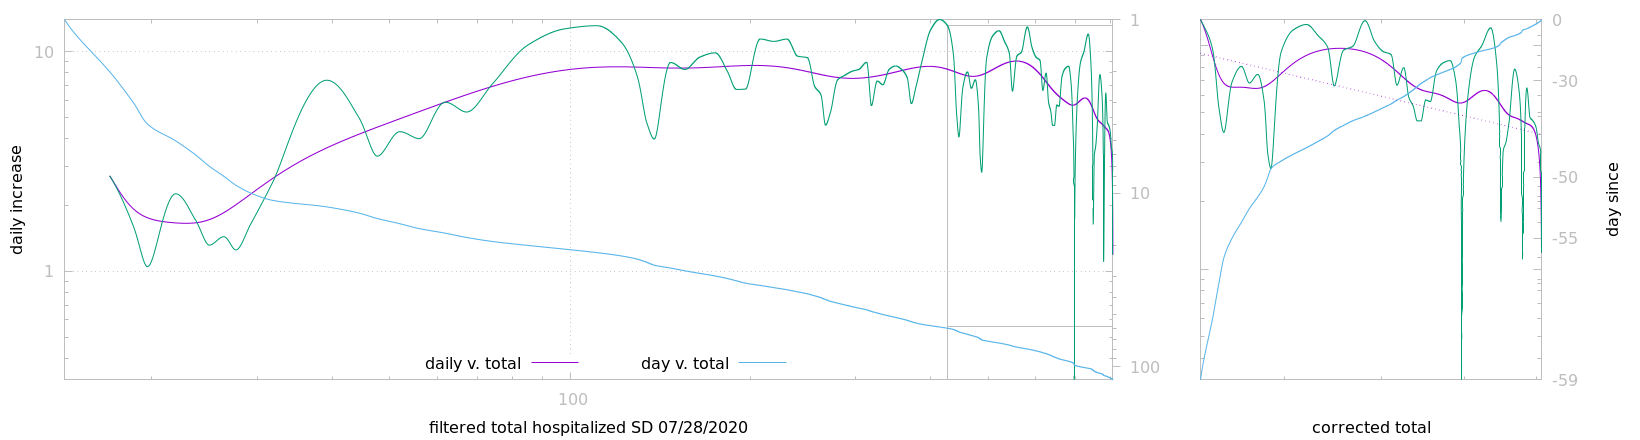 10
1
daily increase
1
10
100
daily v. total
day v. total
100
filtered total hospitalized SD 07/28/2020
0
-30
-50
-55
-59
day since
corrected total